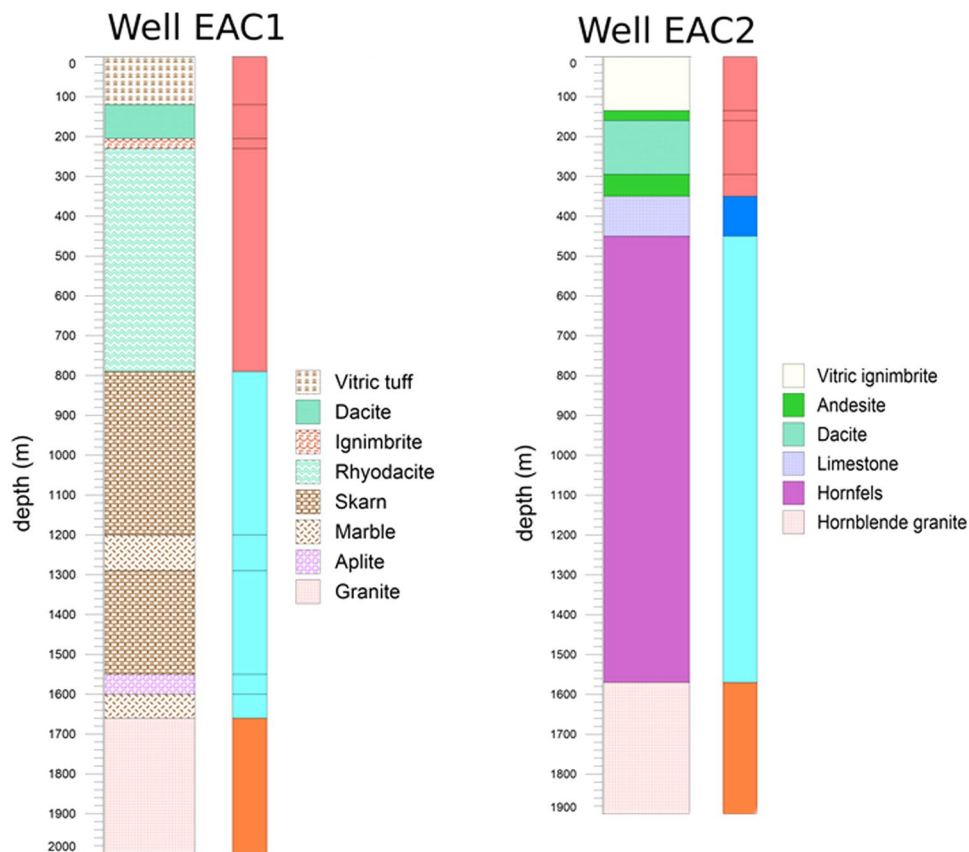 Well EAC1
0
100
200
300
400
500
600
700
800
900
1000
1100
1200
1300
1400
1500
1600
1700
1800
1900
2000
depth (m)
Vitric tuff
Dacite
Ignimbrite
Rhyodacite
Skarn
Marble
Aplite
Granite
Well EAC2
0
100
200
300
400
500
600
700
800
900
1000
1100
1200
1300
1400
1500
1600
1700
1800
1900
depth (m)
Vitric ignimbrite
Andesite
Dacite
Limestone
Hornfels
Hornblende granite